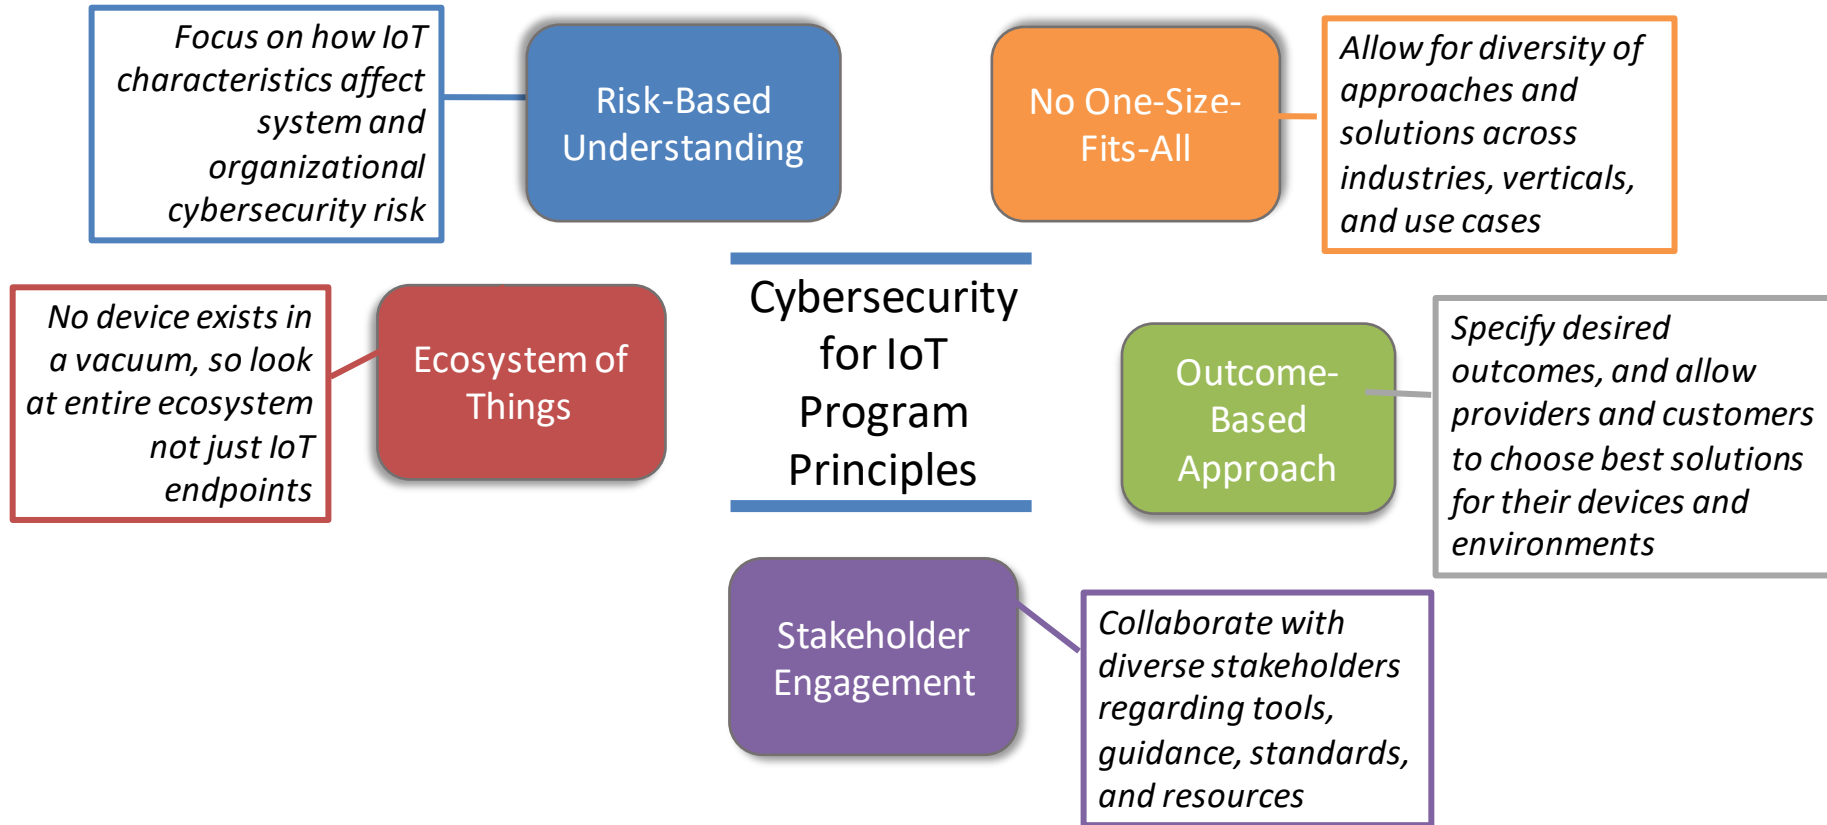 Focus on how IoT
characteristics affect
system and
organizational
cybersecurity risk
Risk-Based
Understanding
No One-Size-
Fits-All
Allow for diversity of
approaches and
solutions across
industries, verticals,
and use cases
No device exists in
a vacuum, so look
at entire ecosystem
not just IoT
endpoints
Ecosystem of
Things
Cybersecurity
for IoT
Program
Principles
Outcome-
Based
Approach
Specify desired
outcomes, and allow
providers and customers
to choose best solutions
for their devices and
environments
Stakeholder
Engagement
Collaborate with
diverse stakeholders
regarding tools,
guidance, standards,
and resources